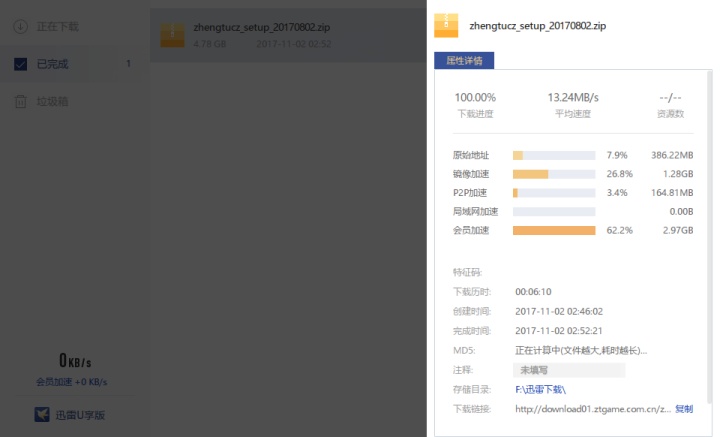 正在下载
已完成 1
垃圾箱
zhengtucz_setup_20170802.zip
4.78 GB 2017-11-02 02:52
0KB/s
会员加速 +0 KB/s
迅雷U享版
zhengtucz_setup_20170802.zip
属性详情
100.00% 13.24MB/s --/--
下载进度 平均速度 资源数
原始地址 7.9% 386.22MB
镜像加速 26.8% 1.28GB
P2P加速 3.4% 164.81MB
局域网加速 0.00B
会员加速 62.2% 2.97GB
特征码:
下载历时: 00:06:10
创建时间: 2017-11-02 02:46:02
完成时间: 2017-11-02 02:52:21
MD5: 正在计算中(文件越大,耗时越长)...
注释: 未填写
存储目录: F:\迅雷下载\
下载链接: http://download01.ztgame.com.cn/z... 复制